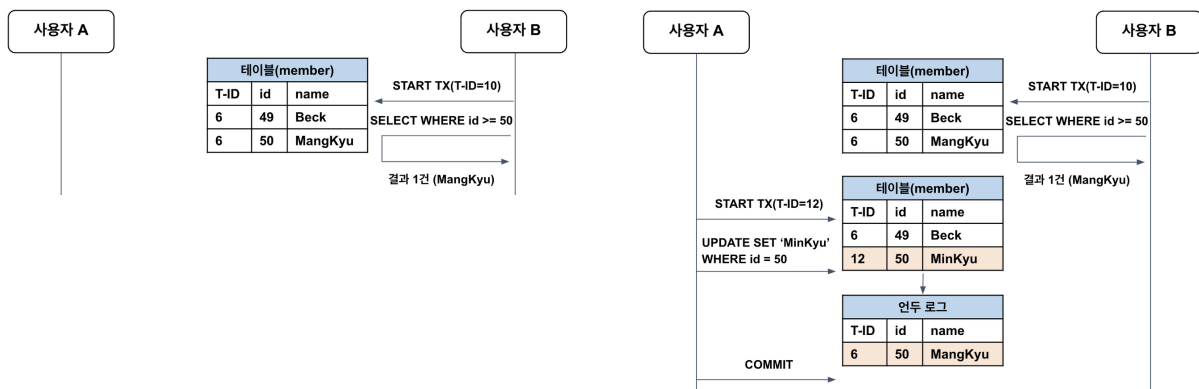 사용자 A
사용자 B
테이블(member)
T-ID id name
6 49 Beck
6 50 MangKyu
START TX(T-ID=10)
SELECT WHERE id >= 50
결과 1건 (MangKyu)
사용자 A
사용자 B
테이블(member)
T-ID id name
6 49 Beck
6 50 MangKyu
START TX(T-ID=10)
SELECT WHERE id >= 50
결과 1건 (MangKyu)
START TX(T-ID=12)
UPDATE SET ‘MinKyu’
WHERE id = 50
테이블(member)
T-ID id name
6 49 Beck
12 50 MinKyu
언두 로그
T-ID id name
6 50 MangKyu
COMMIT